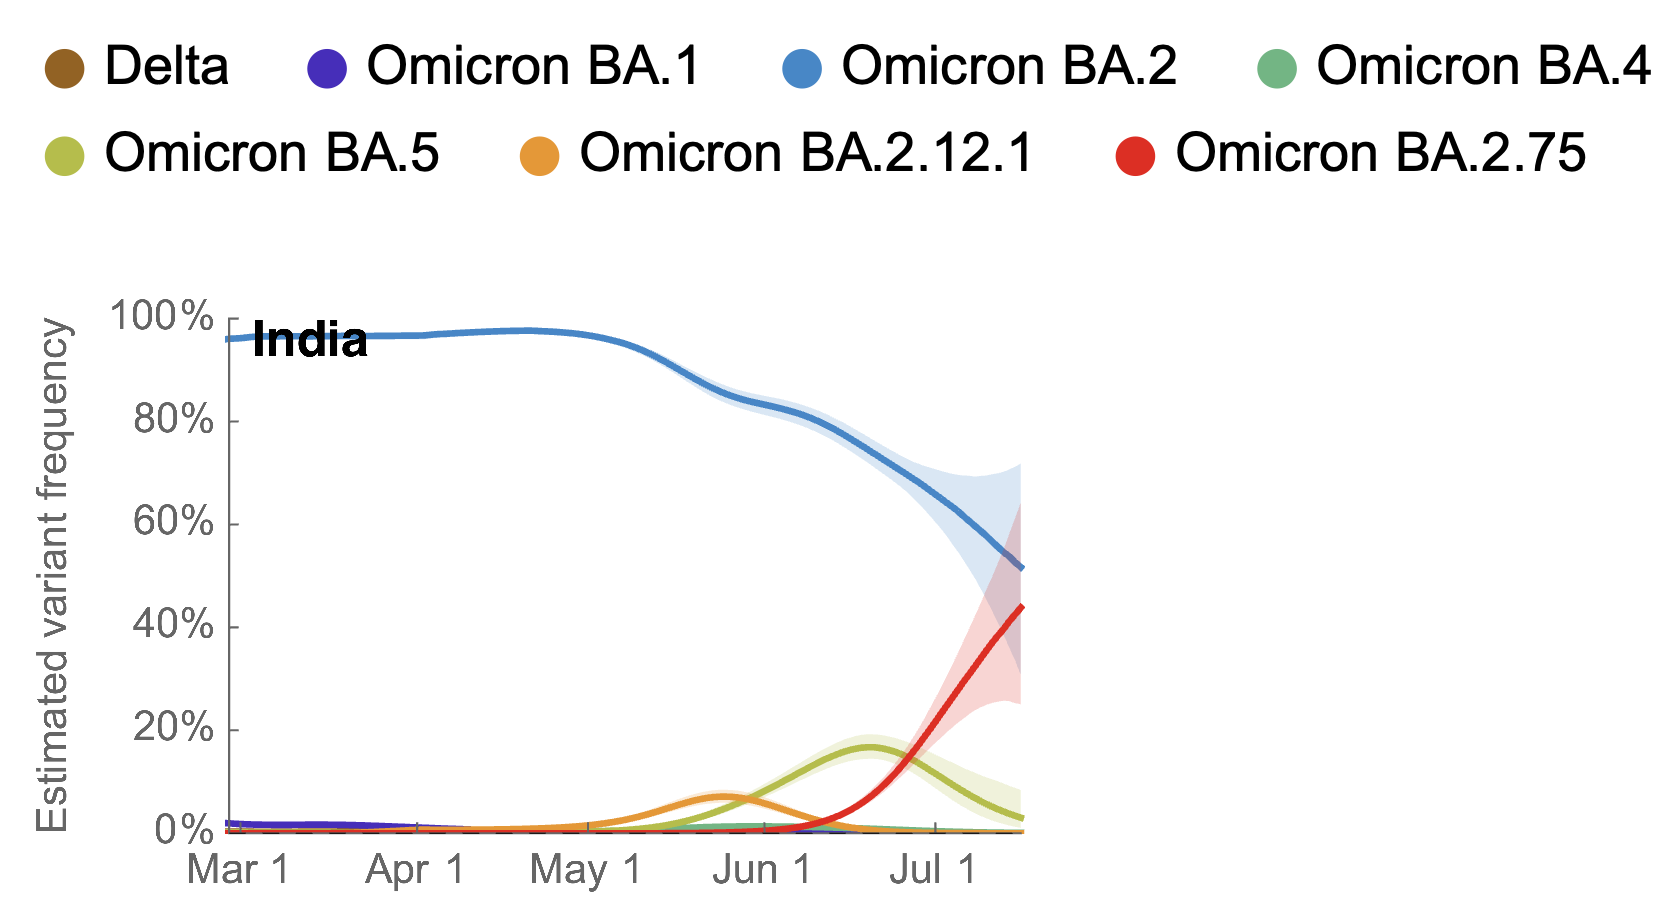 Delta Omicron BA.1 Omicron BA.2 Omicron BA.4
Omicron BA.5 Omicron BA.2.12.1 Omicron BA.2.75
India
Estimated variant frequency
100%
80%
60%
40%
20%
0%
Mar 1 Apr 1 May 1 Jun 1 Jul 1